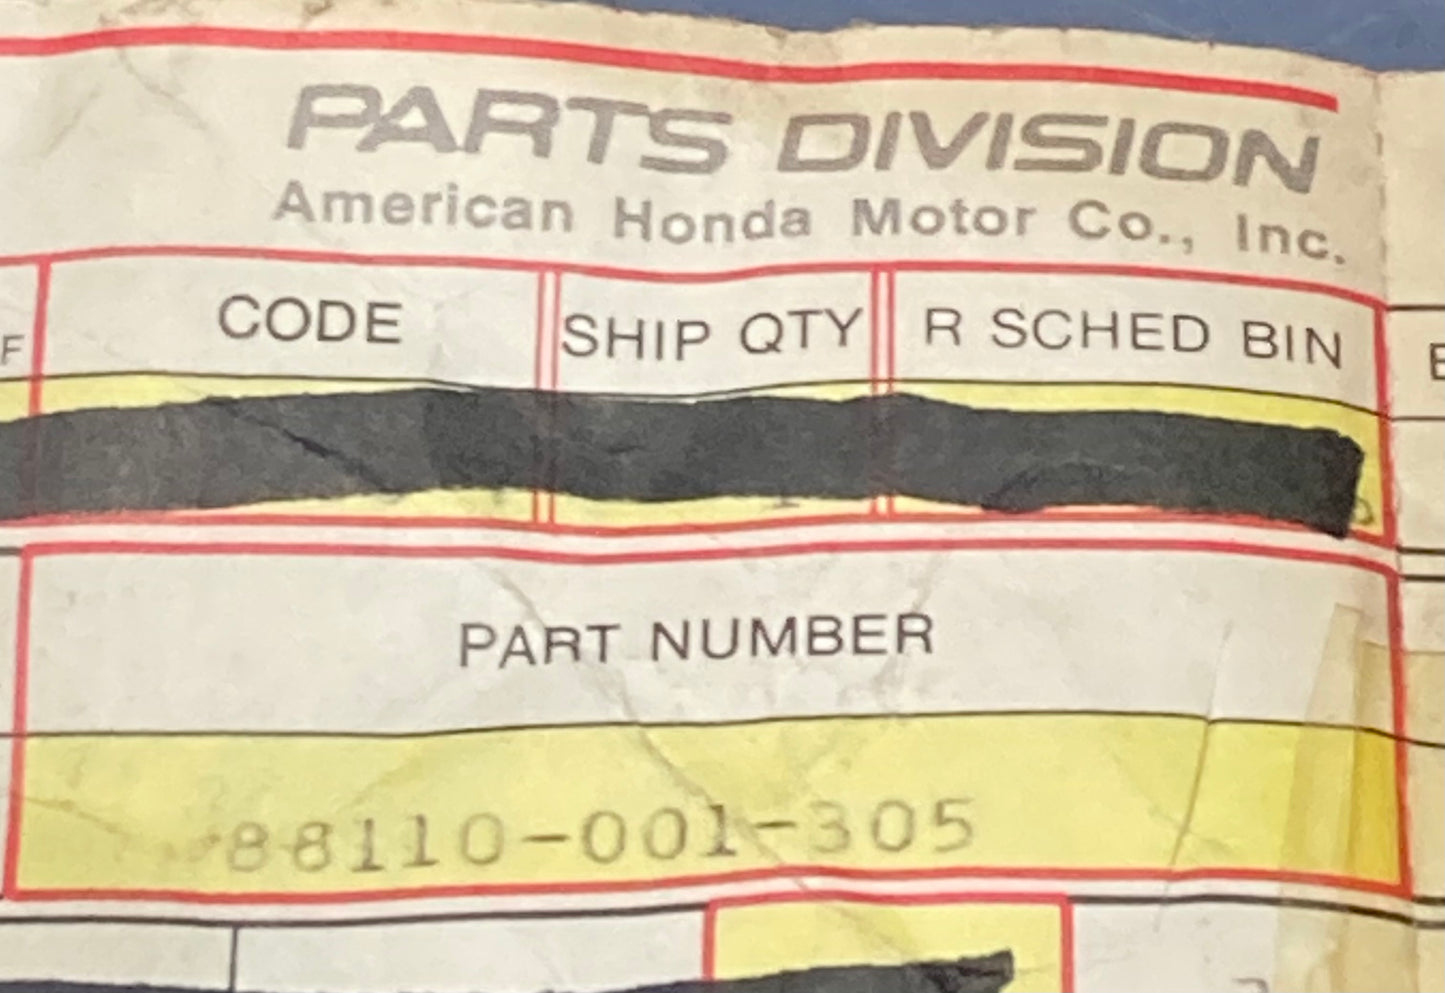 PARTS DIVISION
American Honda Motor Co., Inc.
F CODE SHIP QTY R SCHED BIN
PART NUMBER
88110-001-305